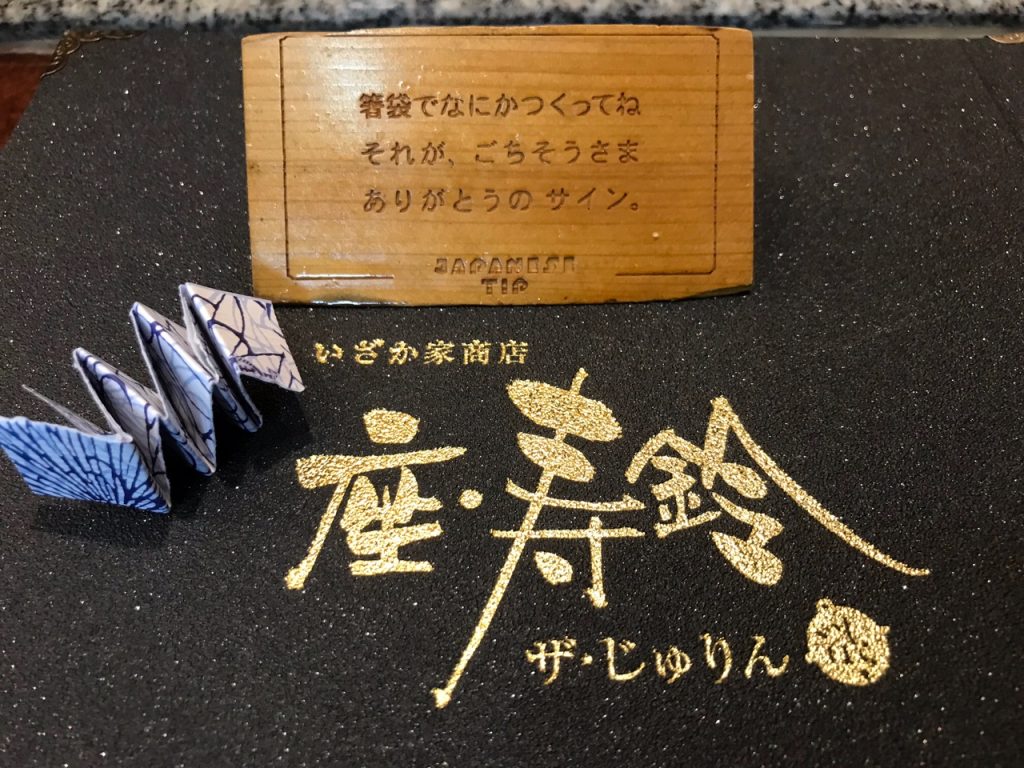 箸袋でなにかつくってね
それが、ごちそうさま
ありがとうの サイン。
JAPANESE
TIP
いざか家商店
座・寿鈴
ザ・じゅりん